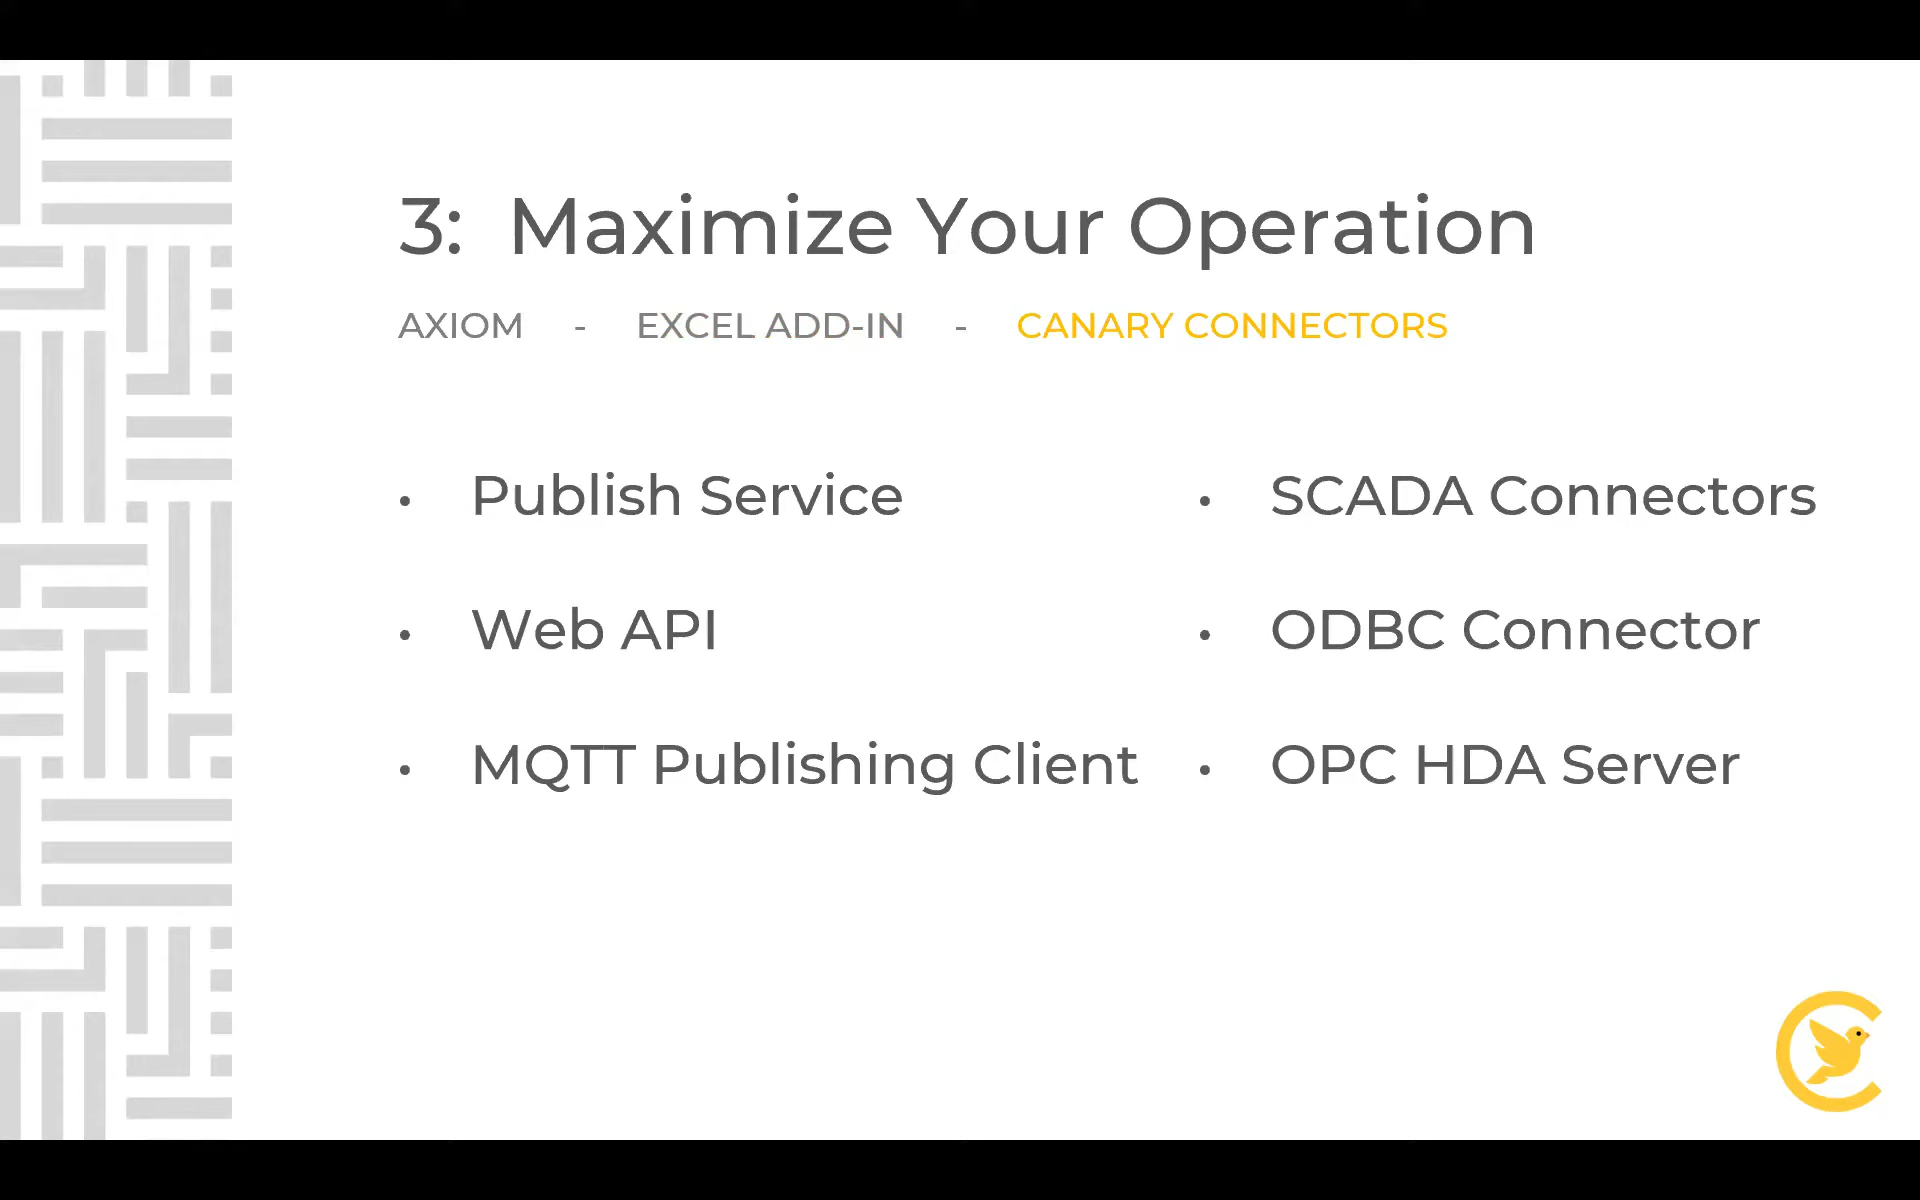 3: Maximize Your Operation
AXIOM - EXCEL ADD-IN - CANARY CONNECTORS
• Publish Service
• Web API
• MQTT Publishing Client
• SCADA Connectors
• ODBC Connector
• OPC HDA Server